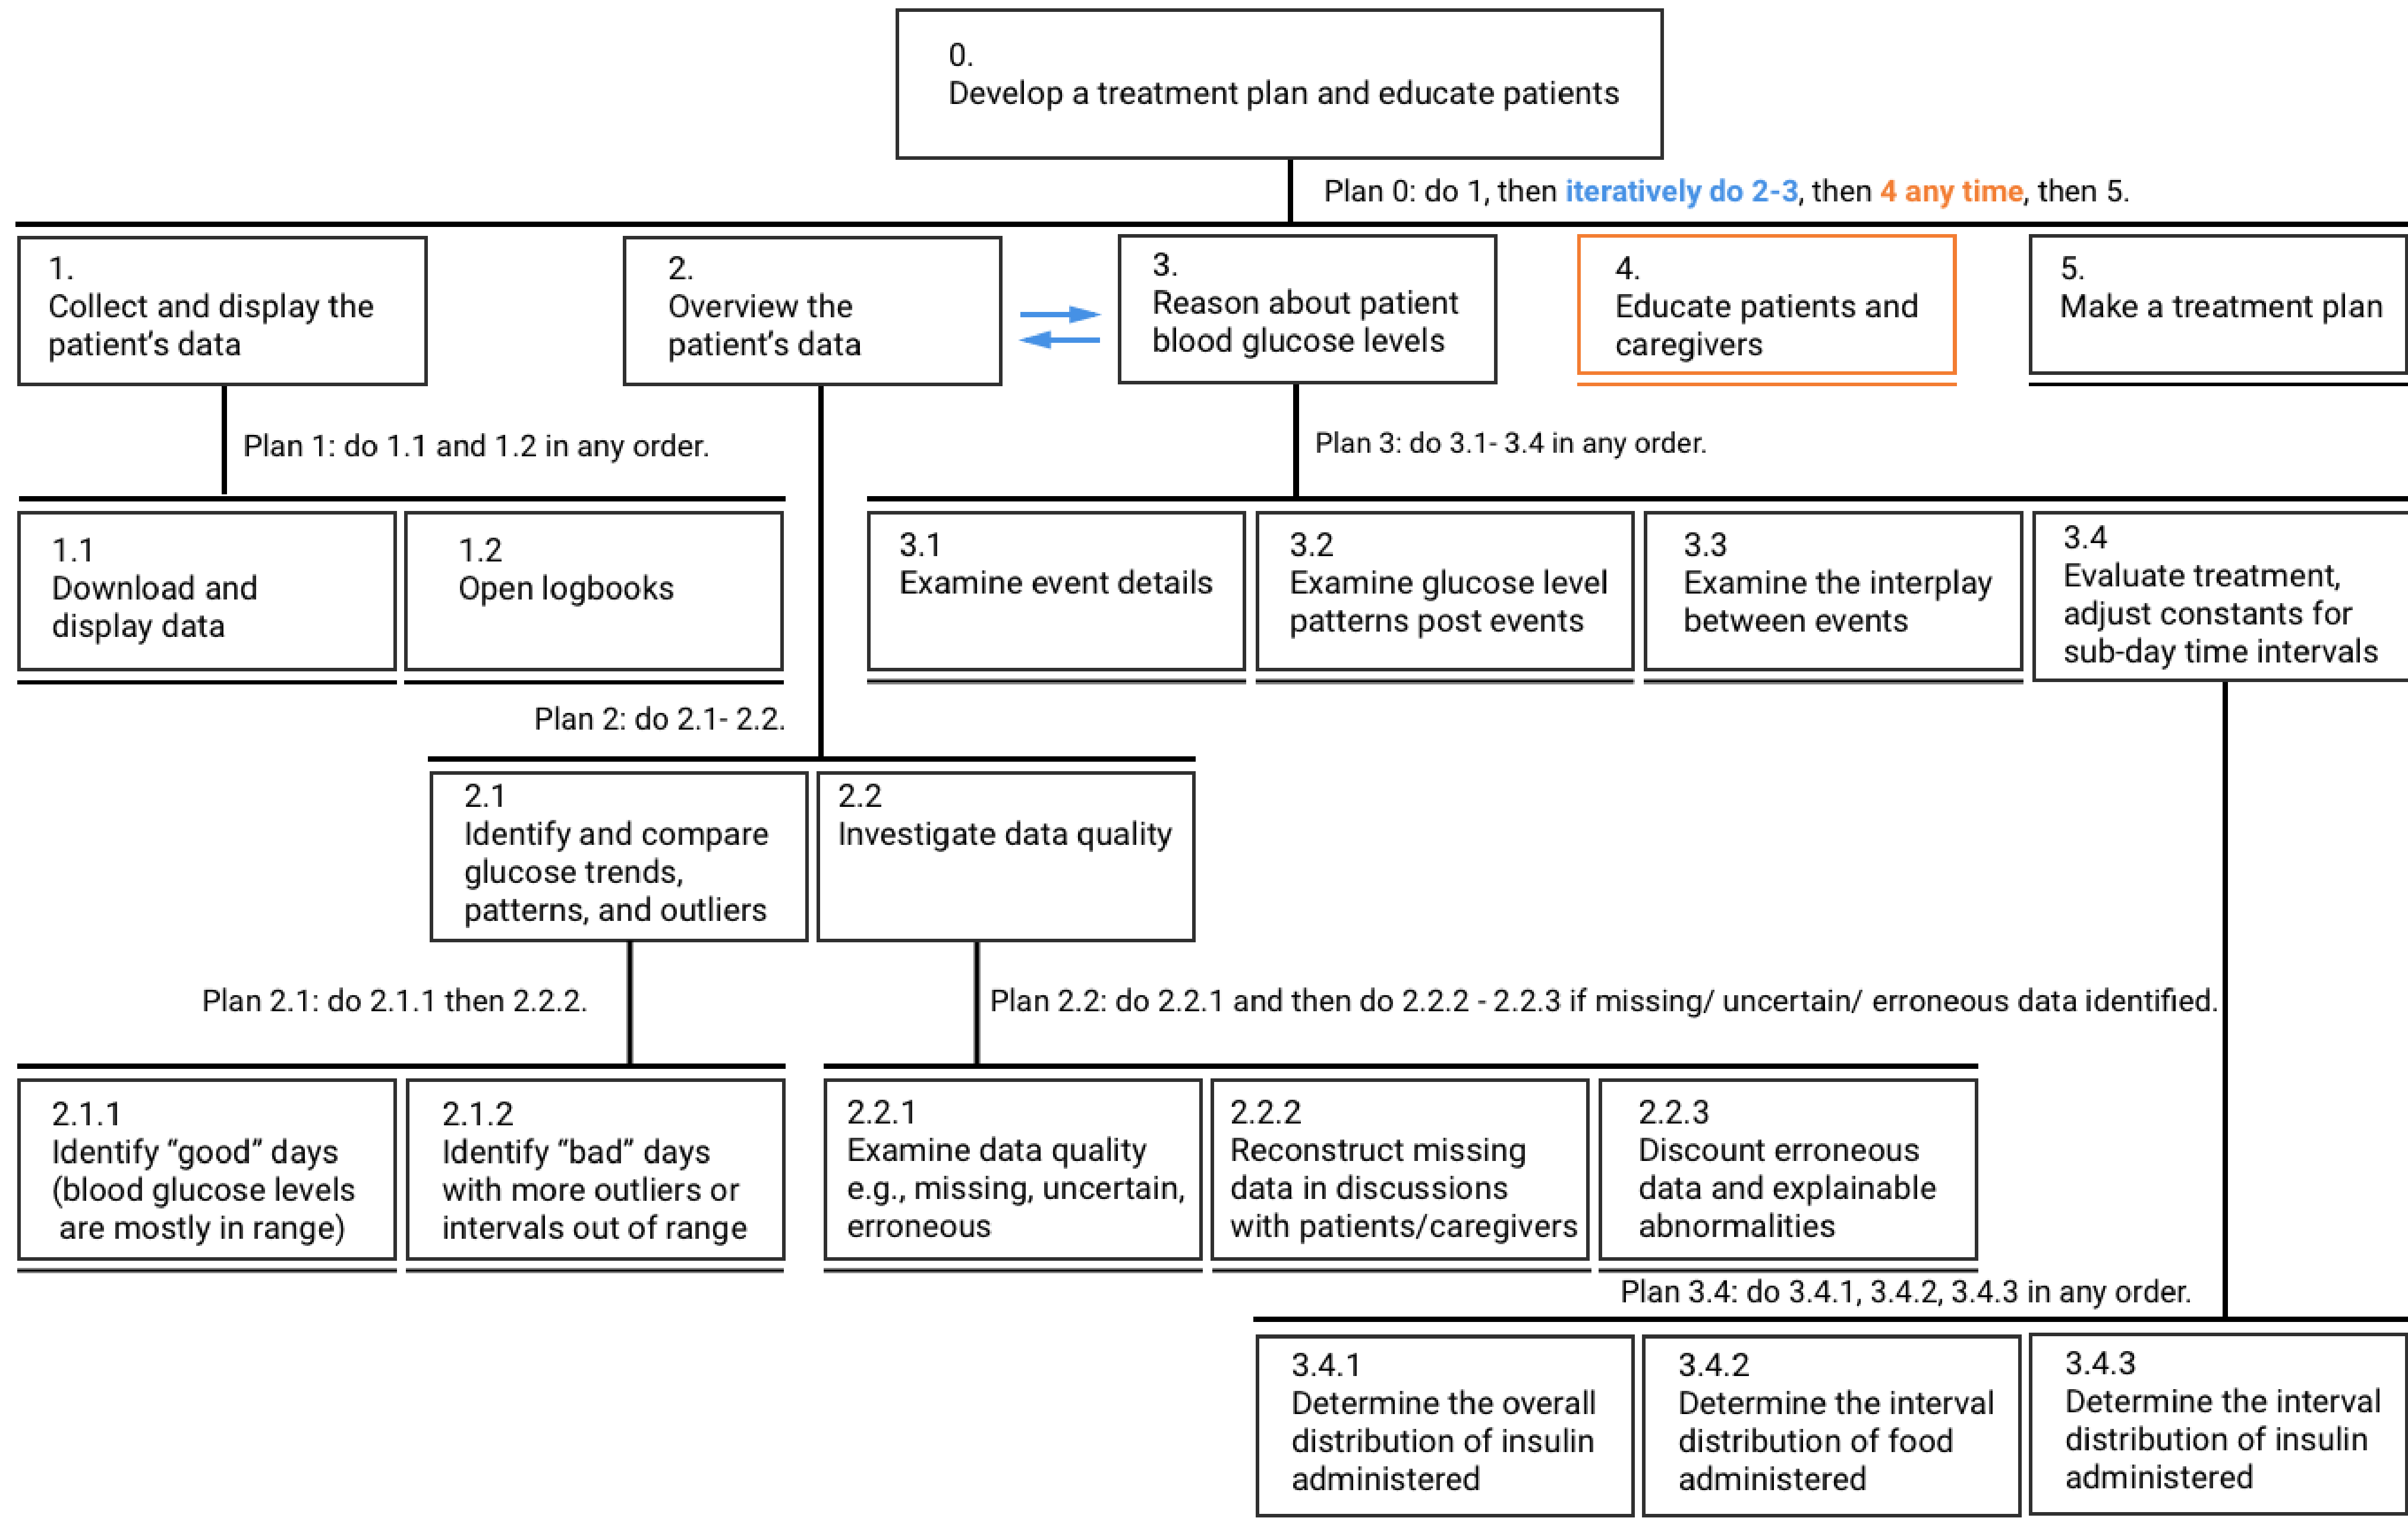 0.
Develop a treatment plan and educate patients
Plan 0: do 1, then iteratively do 2-3, then 4 any time, then 5.
1.
Collect and display the
patient’s data
2.
Overview the
patient’s data
3.
Reason about patient
blood glucose levels
4.
Educate patients and
caregivers
5.
Make a treatment plan
Plan 1: do 1.1 and 1.2 in any order.
Plan 3: do 3.1- 3.4 in any order.
1.1
Download and
display data
1.2
Open logbooks
3.1
Examine event details
3.2
Examine glucose level
patterns post events
3.3
Examine the interplay
between events
3.4
Evaluate treatment,
adjust constants for
sub-day time intervals
Plan 2: do 2.1- 2.2.
2.1
Identify and compare
glucose trends,
patterns, and outliers
2.2
Investigate data quality
Plan 2.1: do 2.1.1 then 2.2.2.
Plan 2.2: do 2.2.1 and then do 2.2.2 - 2.2.3 if missing/ uncertain/ erroneous data identified.
2.1.1
Identify “good” days
(blood glucose levels
are mostly in range)
2.1.2
Identify “bad” days
with more outliers or
intervals out of range
2.2.1
Examine data quality
e.g., missing, uncertain,
erroneous
2.2.2
Reconstruct missing
data in discussions
with patients/caregivers
2.2.3
Discount erroneous
data and explainable
abnormalities
Plan 3.4: do 3.4.1, 3.4.2, 3.4.3 in any order.
3.4.1
Determine the overall
distribution of insulin
administered
3.4.2
Determine the interval
distribution of food
administered
3.4.3
Determine the interval
distribution of insulin
administered